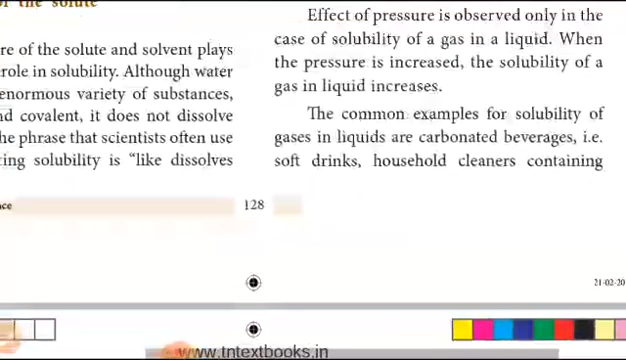 of the solute
re of the solute and solvent plays
role in solubility. Although water
enormous variety of substances,
nd covalent, it does not dissolve
he phrase that scientists often use
ting solubility is “like dissolves
Effect of pressure is observed only in the
case of solubility of a gas in a liquid. When
the pressure is increased, the solubility of a
gas in liquid increases.
The common examples for solubility of
gases in liquids are carbonated beverages, i.e.
soft drinks, household cleaners containing
nce
128
21-02-20
www.tntextbooks.in